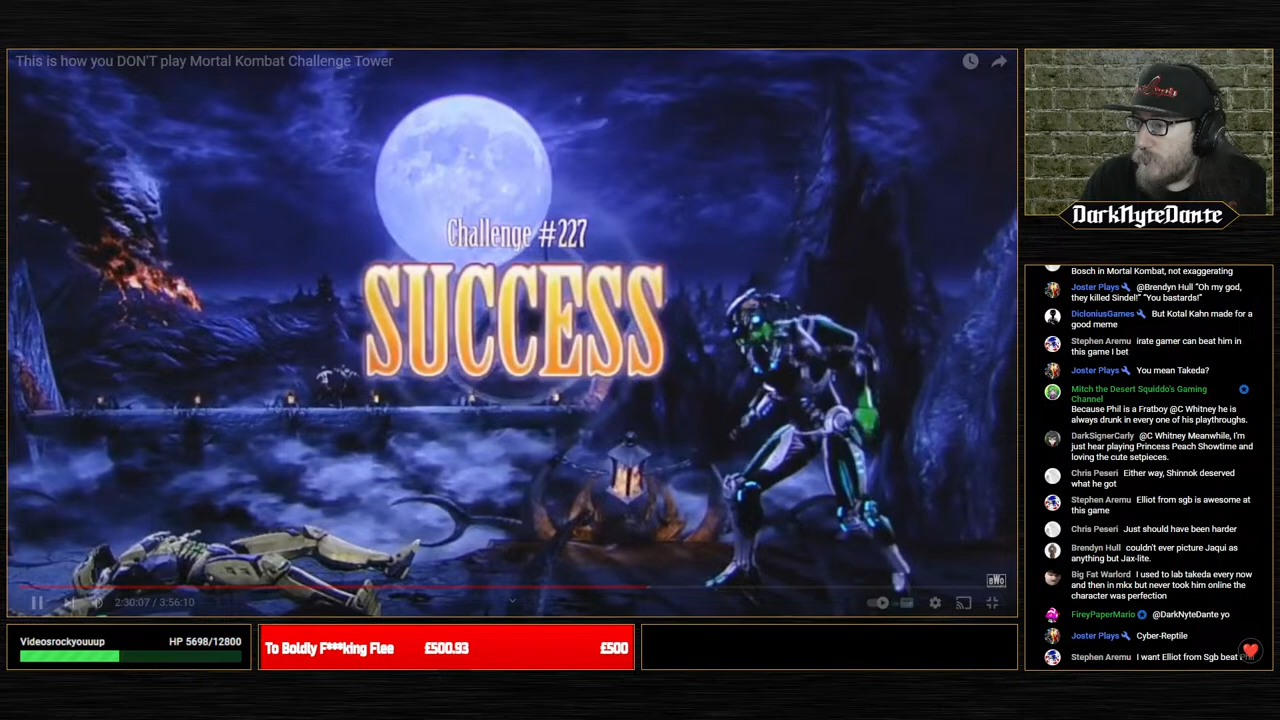 This is how you DON'T play Mortal Kombat Challenge Tower
Challenge #227
SUCCESS
2:30:07 / 3:56:10
Videosrockyouuup HP 5698/12800
To Boldly F***king Flee £500.93 £500
DarkNyteDante
Bosch in Mortal Kombat, not exaggerating
Joster Plays @Brendyn Hull "Oh my god,
they killed Sindel!" "You bastards!"
DicloniusGames But Kotal Kahn made for a
good meme
Stephen Aremu irate gamer can beat him in
this game I bet
Joster Plays You mean Takeda?
Mitch the Desert Squiddo's Gaming
Channel
Because Phil is a Fratboy @C Whitney he is
always drunk in every one of his playthroughs.
DarkSignerCarly @C Whitney Meanwhile, I'm
just hear playing Princess Peach Showtime and
loving the cute setpieces.
Chris Peseri Either way, Shinnok deserved
what he got
Stephen Aremu Elliot from sgb is awesome at
this game
Chris Peseri Just should have been harder
Brendyn Hull couldn't ever picture Jaqui as
anything but Jax-lite.
Big Fat Warlord I used to lab takeda every now
and then in mkx but never took him online the
character was perfection
FireyPaperMario @DarkNyteDante yo
Joster Plays Cyber-Reptile
Stephen Aremu I want Elliot from Sgb beat